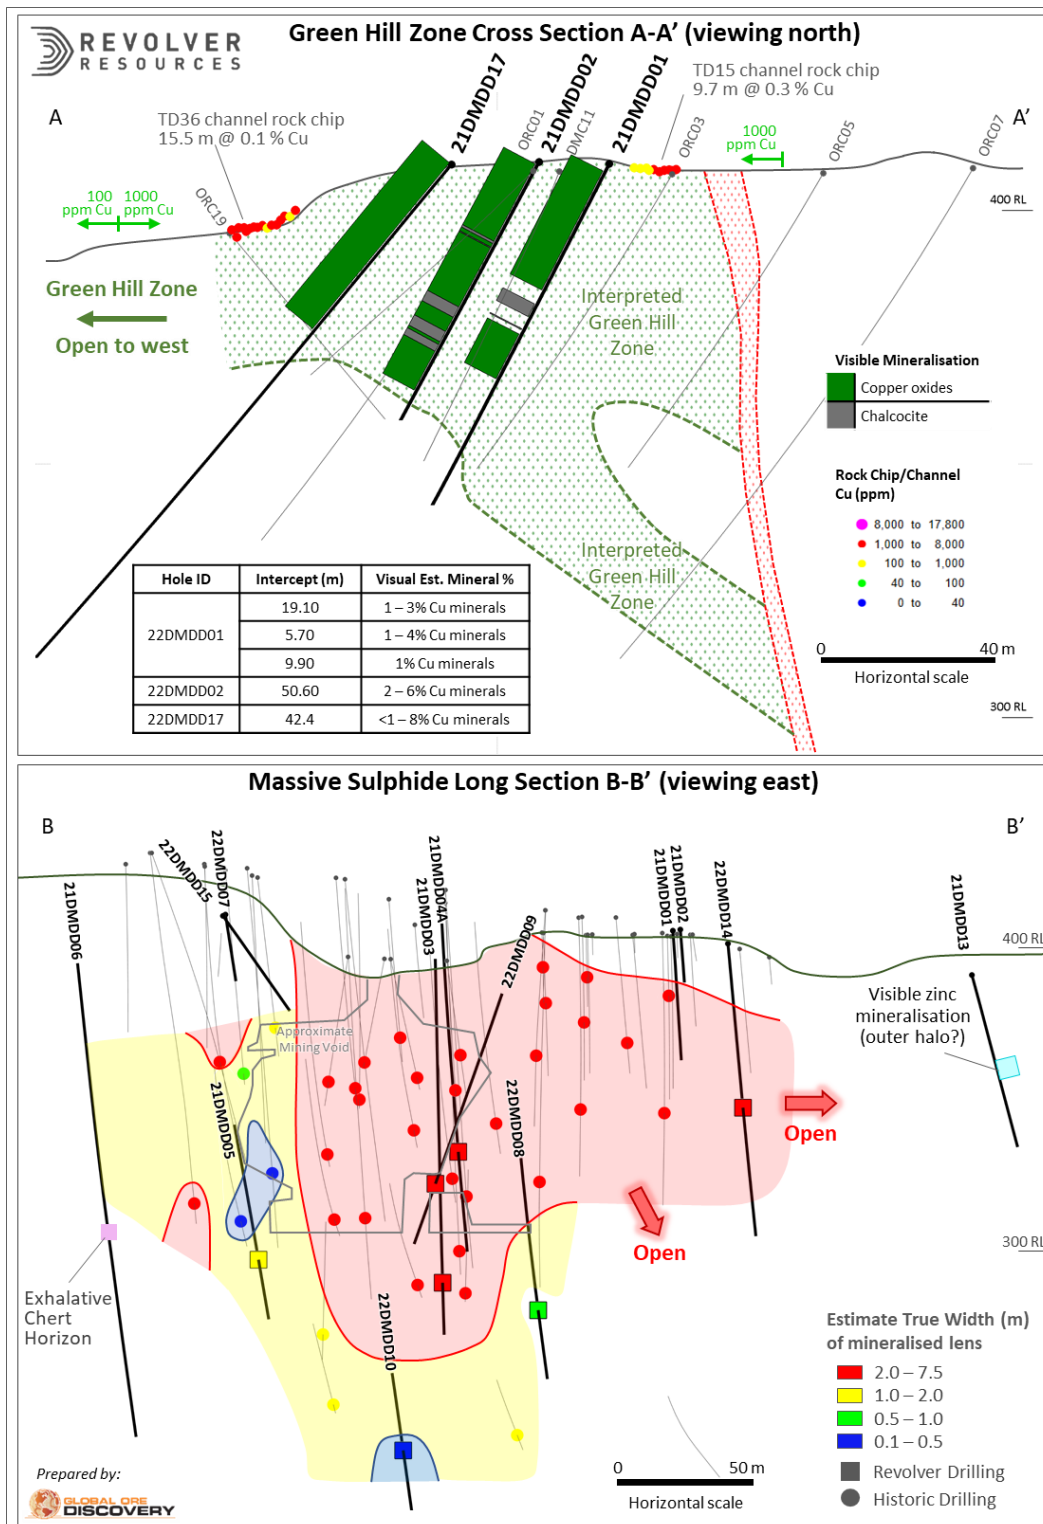 REVOLVER
RESOURCES
Green Hill Zone Cross Section A-A’ (viewing north)
A
A’
TD36 channel rock chip
15.5 m @ 0.1 % Cu
21DMDD17
ORC01
21DMDD02
DMC11
21DMDD01
TD15 channel rock chip
9.7 m @ 0.3 % Cu
ORC03
1000
ppm Cu
ORC05
ORC07
ORC19
100
ppm Cu
1000
ppm Cu
400 RL
Green Hill Zone
Open to west
Interpreted
Green Hill
Zone
Interpreted
Green Hill
Zone
Visible Mineralisation
Copper oxides
Chalcocite
Rock Chip/Channel
Cu (ppm)
8,000 to 17,800
1,000 to 8,000
100 to 1,000
40 to 100
0 to 40
0 40 m
Horizontal scale
300 RL
Hole ID Intercept (m) Visual Est. Mineral %
22DMDD01 19.10 1 – 3% Cu minerals
5.70 1 – 4% Cu minerals
9.90 1% Cu minerals
22DMDD02 50.60 2 – 6% Cu minerals
22DMDD17 42.4 <1 – 8% Cu minerals
Massive Sulphide Long Section B-B’ (viewing east)
B
B’
21DMDD06
22DMDD15
22DMDD07
21DMDD04A
21DMDD03
22DMDD09
21DMDD01
21DMDD02
22DMDD14
21DMDD13
400 RL
Visible zinc
mineralisation
(outer halo?)
Approximate
Mining Void
21DMDD05
22DMDD08
Open
Open
300 RL
Exhalative
Chert
Horizon
22DMDD10
Estimate True Width (m)
of mineralised lens
2.0 – 7.5
1.0 – 2.0
0.5 – 1.0
0.1 – 0.5
Revolver Drilling
Historic Drilling
0 50 m
Horizontal scale
Prepared by:
GLOBAL ORE
DISCOVERY